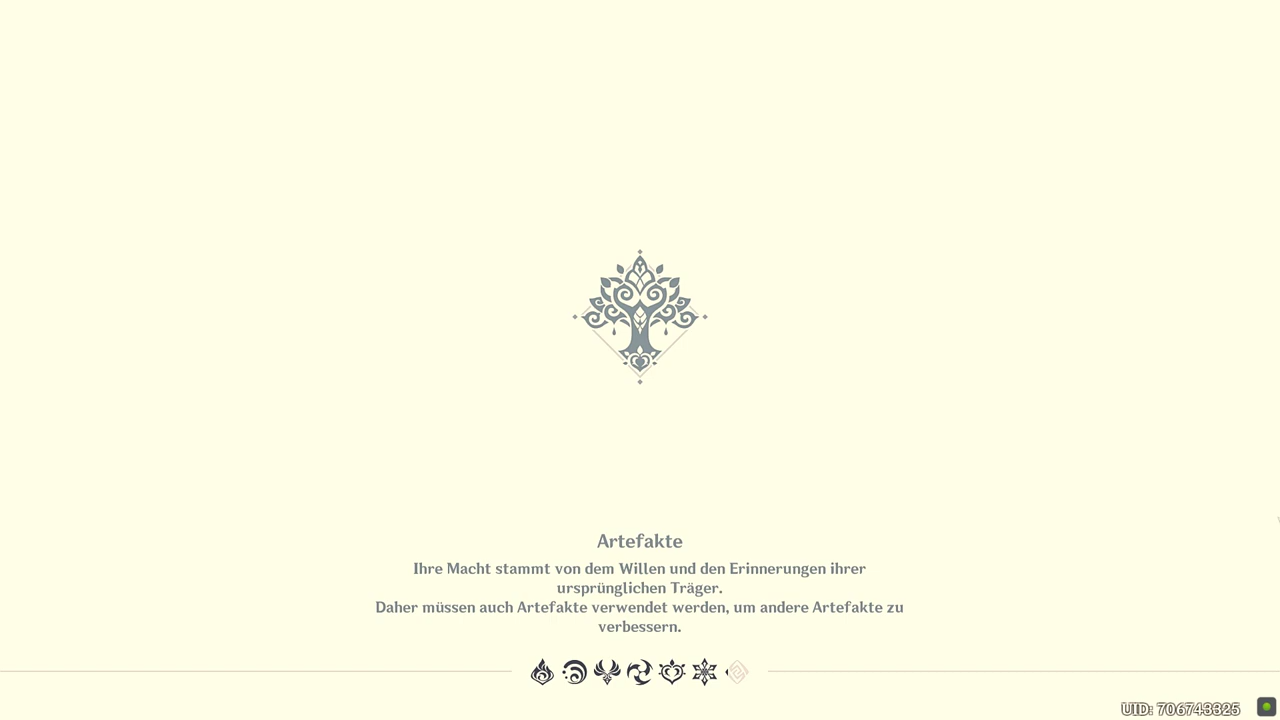 Artefakte
Ihre Macht stammt von dem Willen und den Erinnerungen ihrer
ursprünglichen Träger.
Daher müssen auch Artefakte verwendet werden, um andere Artefakte zu
verbessern.
UID: 706743325